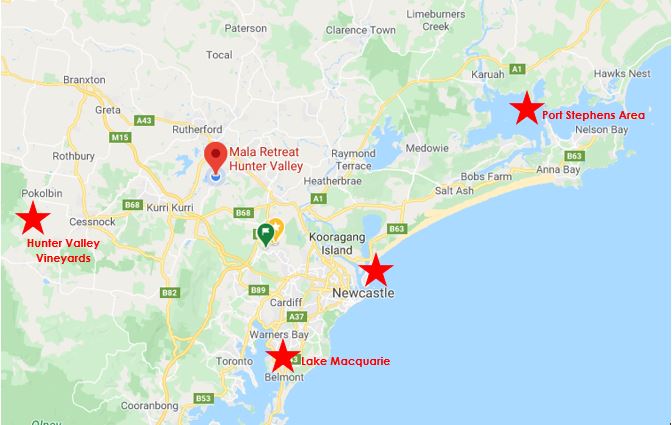 Limeburners
Creek
Paterson
Clarence Town
Tocal
A1
Karuah
Hawks Nest
Branxton
Port Stephens Area
Greta
A43
Nelson Bay
M15
Rutherford
Medowie
B63
Rothbury
Mala Retreat
Hunter Valley
Raymond
Terrace
Anna Bay
Bobs Farm
Heatherbrae
Salt Ash
Pokolbin
B68
Kurri Kurri
B68
A1
Cessnock
B63
Hunter Valley
Vineyards
Kooragang
Island
B82
B89
Newcastle
Cardiff
A37
Warners Bay
Toronto
Lake Macquarie
Belmont
B53
Cooranbong
Olney